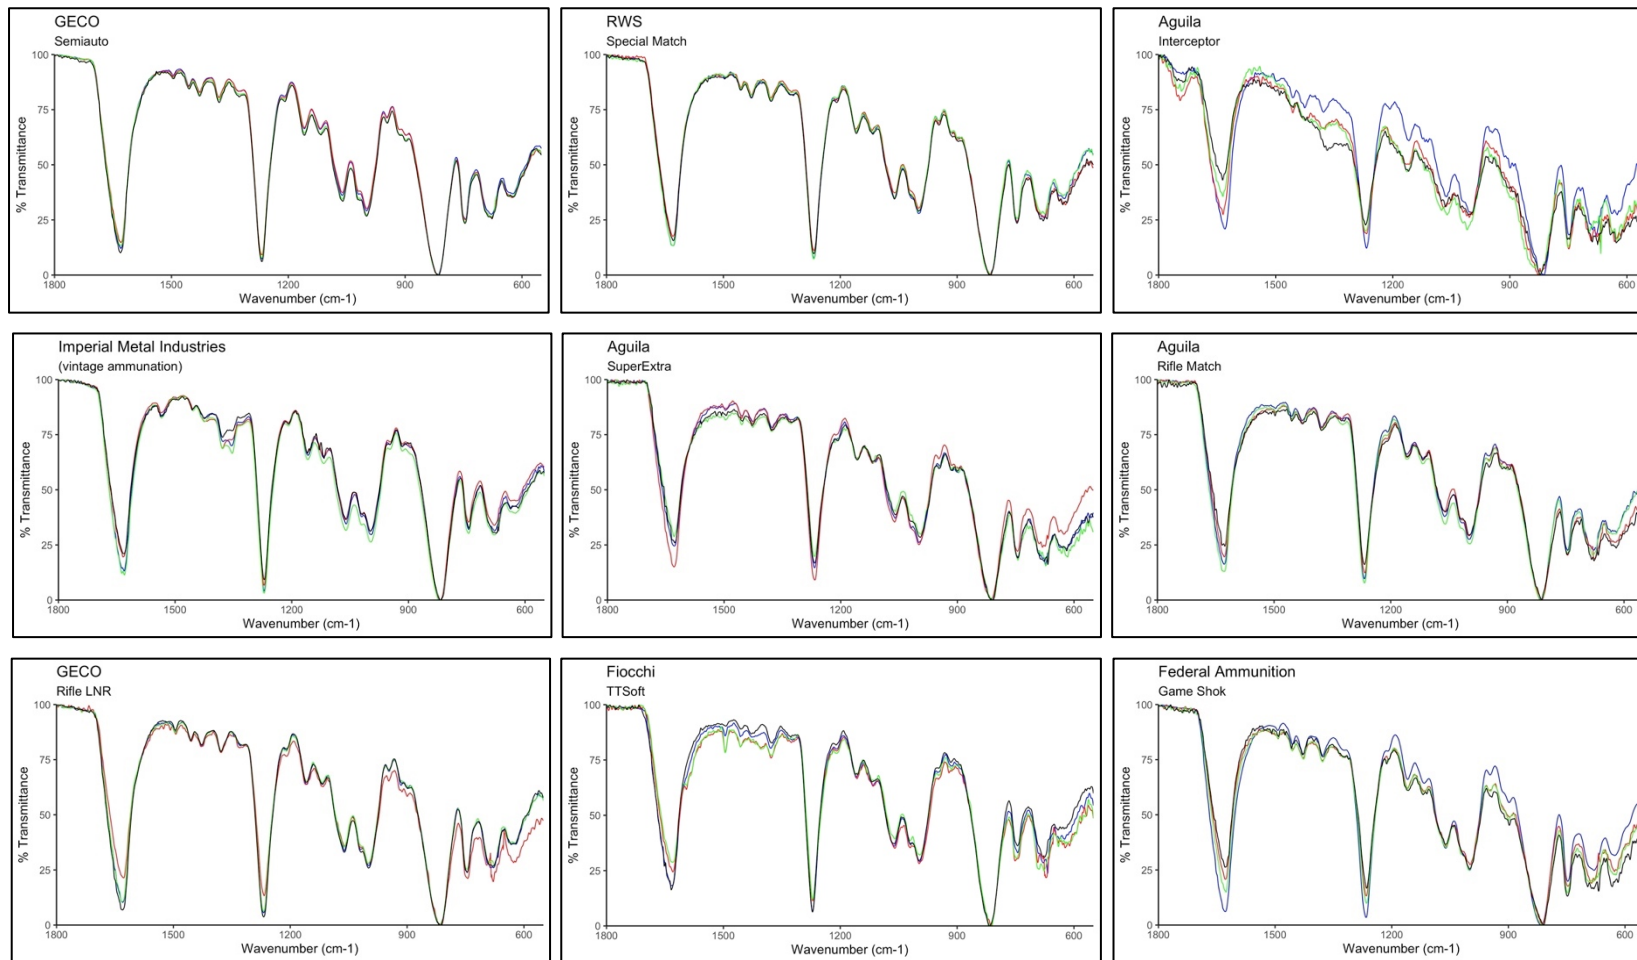 GECO
Semiauto
100
75
50
25
0
% Transmittance
1800 1500 1200 900 600
Wavenumber (cm-1)
RWS
Special Match
100
75
50
25
0
% Transmittance
1800 1500 1200 900 600
Wavenumber (cm-1)
Aguila
Interceptor
100
75
50
25
0
% Transmittance
1800 1500 1200 900 600
Wavenumber (cm-1)
Imperial Metal Industries
(vintage ammunation)
100
75
50
25
0
% Transmittance
1800 1500 1200 900 600
Wavenumber (cm-1)
Aguila
SuperExtra
100
75
50
25
0
% Transmittance
1800 1500 1200 900 600
Wavenumber (cm-1)
Aguila
Rifle Match
100
75
50
25
0
% Transmittance
1800 1500 1200 900 600
Wavenumber (cm-1)
GECO
Rifle LNR
100
75
50
25
0
% Transmittance
1800 1500 1200 900 600
Wavenumber (cm-1)
Fiocchi
TTSoft
100
75
50
25
0
% Transmittance
1800 1500 1200 900 600
Wavenumber (cm-1)
Federal Ammunition
Game Shok
100
75
50
25
0
% Transmittance
1800 1500 1200 900 600
Wavenumber (cm-1)